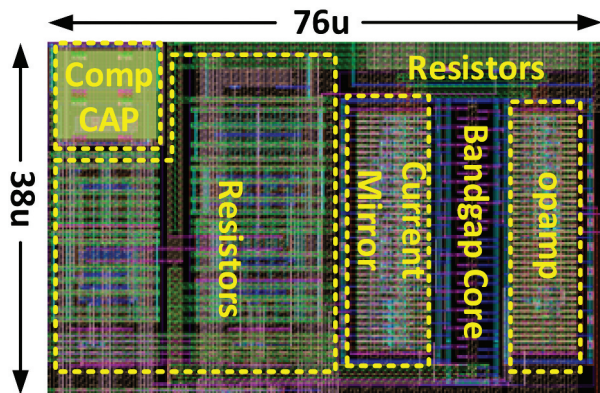 76u
38u
Comp
CAP
Resistors
Resistors
Current
Mirror
Bandgap Core
opamp